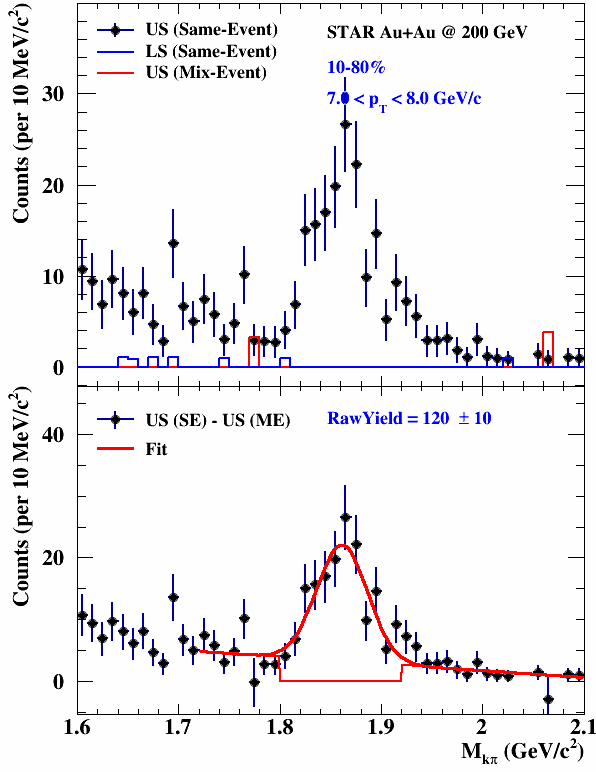 US (Same-Event)
LS (Same-Event)
US (Mix-Event)
STAR Au+Au @ 200 GeV
10-80%
7.0 < pT < 8.0 GeV/c
Counts (per 10 MeV/c²)
30
20
10
0
US (SE) - US (ME)
Fit
RawYield = 120 ± 10
Counts (per 10 MeV/c²)
40
20
0
1.6 1.7 1.8 1.9 2 2.1
Mkπ (GeV/c²)